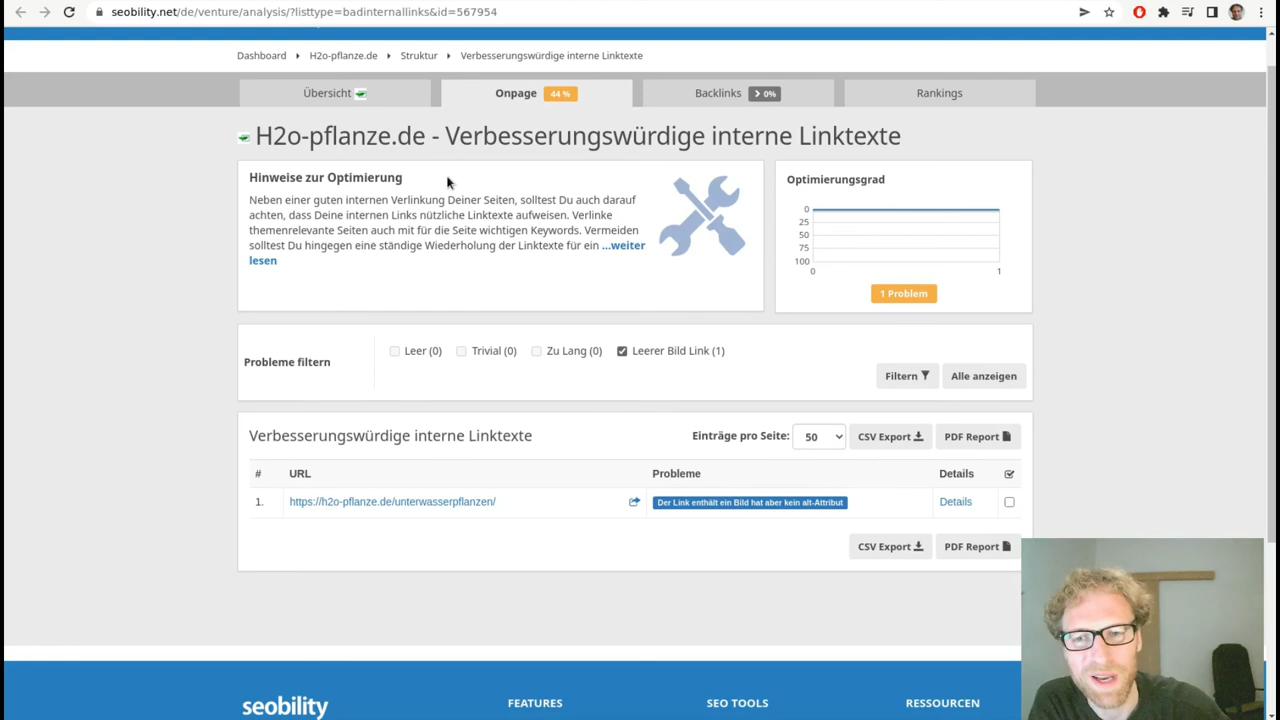 seobility.net/de/venture/analysis/?listtype=badinternallinks&id=567954
Dashboard H2o-pflanze.de Struktur Verbesserungswürdige interne Linktexte
Übersicht Onpage 44 % Backlinks 0% Rankings
H2o-pflanze.de - Verbesserungswürdige interne Linktexte
Hinweise zur Optimierung
Neben einer guten internen Verlinkung Deiner Seiten, solltest Du auch darauf
achten, dass Deine internen Links nützliche Linktexte aufweisen. Verlinke
themenrelevante Seiten auch mit für die Seite wichtigen Keywords. Vermeiden
solltest Du hingegen eine ständige Wiederholung der Linktexte für ein ...weiter
lesen
Optimierungsgrad
0
25
50
75
100
0 1
1 Problem
Probleme filtern
Leer (0) Trivial (0) Zu Lang (0) Leerer Bild Link (1)
Filtern Alle anzeigen
Verbesserungswürdige interne Linktexte
Einträge pro Seite: 50 CSV Export PDF Report
# URL Probleme Details
1. https://h2o-pflanze.de/unterwasserpflanzen/ Der Link enthält ein Bild hat aber kein alt-Attribut Details
CSV Export PDF Report
seobility FEATURES SEO TOOLS RESSOURCEN